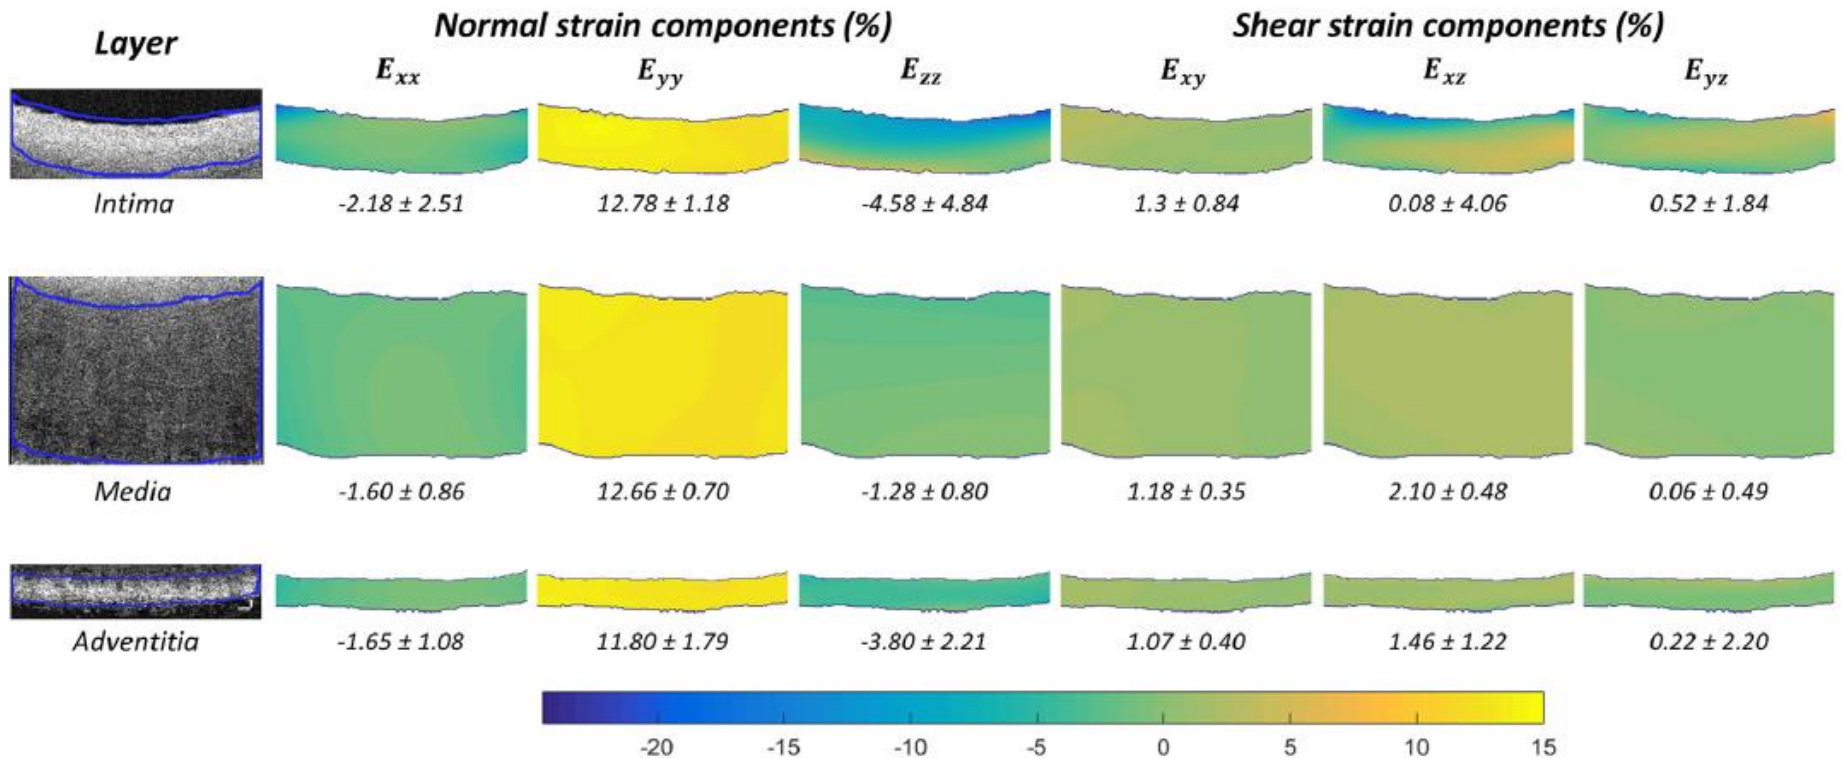 Layer
Normal strain components (%)
Shear strain components (%)
Exx Eyy Ezz Exy Exz Eyz
Intima
-2.18 ± 2.51 12.78 ± 1.18 -4.58 ± 4.84 1.3 ± 0.84 0.08 ± 4.06 0.52 ± 1.84
Media
-1.60 ± 0.86 12.66 ± 0.70 -1.28 ± 0.80 1.18 ± 0.35 2.10 ± 0.48 0.06 ± 0.49
Adventitia
-1.65 ± 1.08 11.80 ± 1.79 -3.80 ± 2.21 1.07 ± 0.40 1.46 ± 1.22 0.22 ± 2.20
-20 -15 -10 -5 0 5 10 15